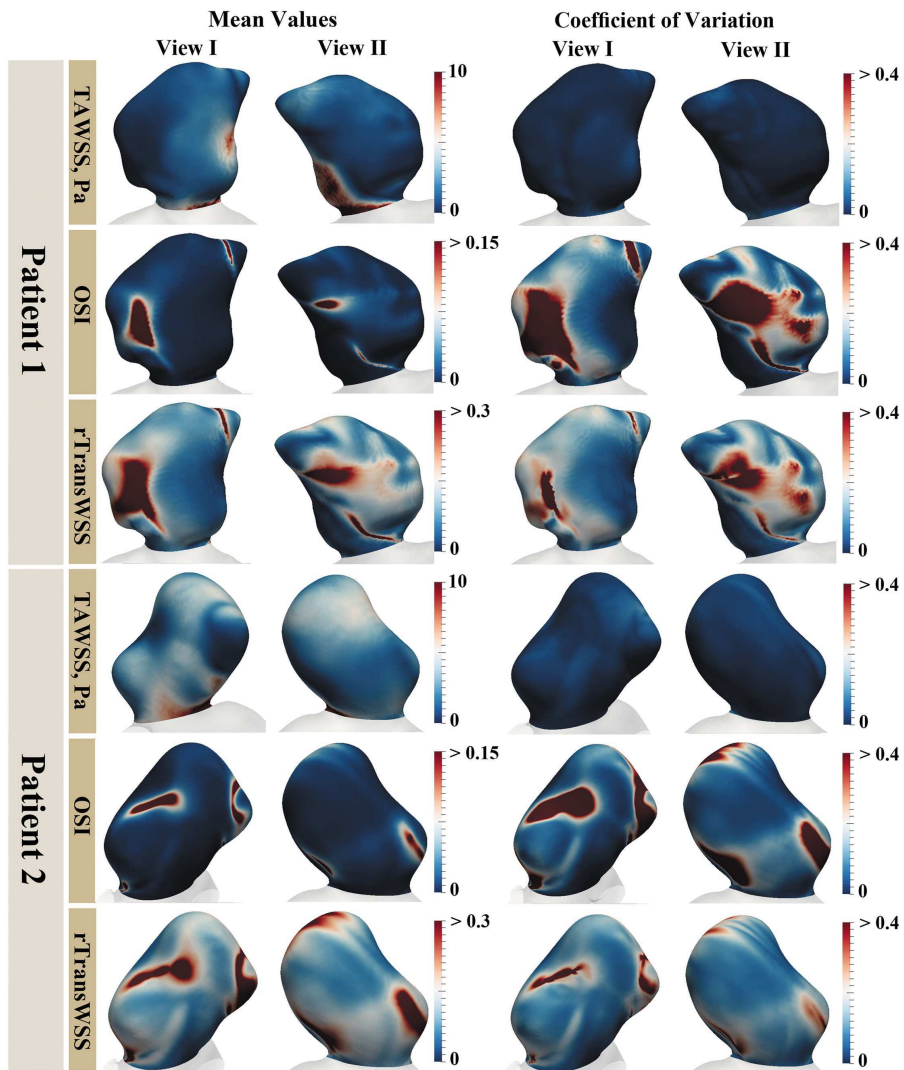 Mean Values
Coefficient of Variation
View I
View II
View I
View II
Patient 1
TAWSS, Pa
10
0
> 0.4
0
OSI
> 0.15
0
> 0.4
0
rTransWSS
> 0.3
0
> 0.4
0
Patient 2
TAWSS, Pa
10
0
> 0.4
0
OSI
> 0.15
0
> 0.4
0
rTransWSS
> 0.3
0
> 0.4
0